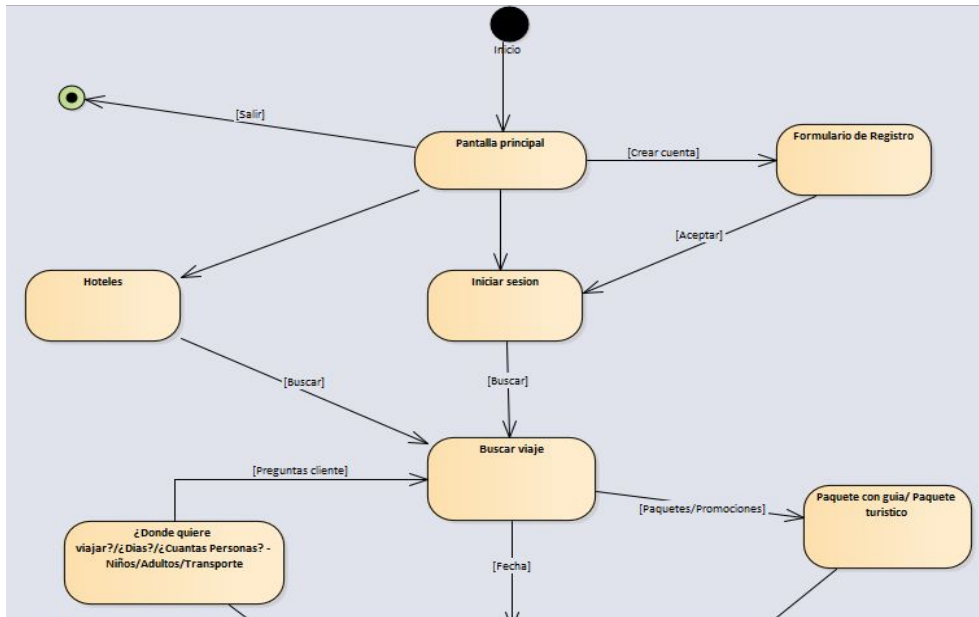 Inicio
[Salir]
Pantalla principal
[Crear cuenta]
Formulario de Registro
[Aceptar]
Hoteles
Iniciar sesion
[Buscar]
[Buscar]
Buscar viaje
[Preguntas cliente]
[Paquetes/Promociones]
Paquete con guia/ Paquete
turistico
¿Donde quiere
viajar?/¿Dias?/¿Cuantas Personas? -
Niños/Adultos/Transporte
[Fecha]